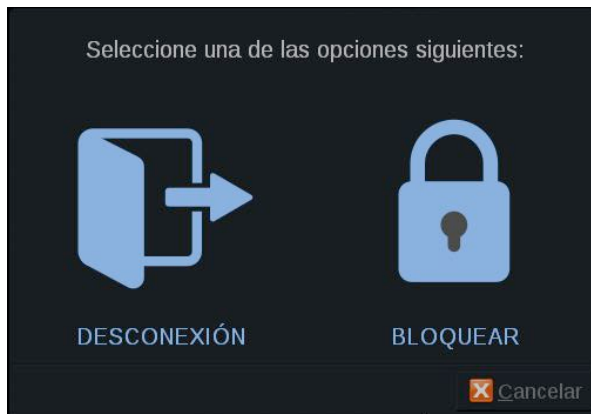 Seleccione una de las opciones siguientes:
DESCONEXIÓN
BLOQUEAR
Cancelar